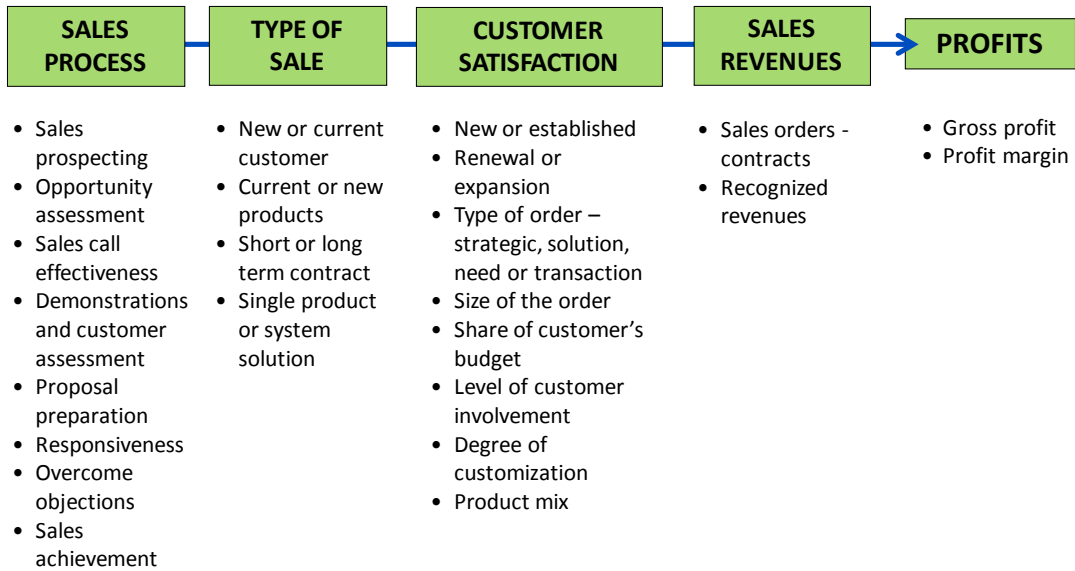 SALES
PROCESS
TYPE OF
SALE
CUSTOMER
SATISFACTION
SALES
REVENUES
PROFITS
• Sales
prospecting
• Opportunity
assessment
• Sales call
effectiveness
• Demonstrations
and customer
assessment
• Proposal
preparation
• Responsiveness
• Overcome
objections
• Sales
achievement
• New or current
customer
• Current or new
products
• Short or long
term contract
• Single product
or system
solution
• New or established
• Renewal or
expansion
• Type of order –
strategic, solution,
need or transaction
• Size of the order
• Share of customer's
budget
• Level of customer
involvement
• Degree of
customization
• Product mix
• Sales orders -
contracts
• Recognized
revenues
• Gross profit
• Profit margin